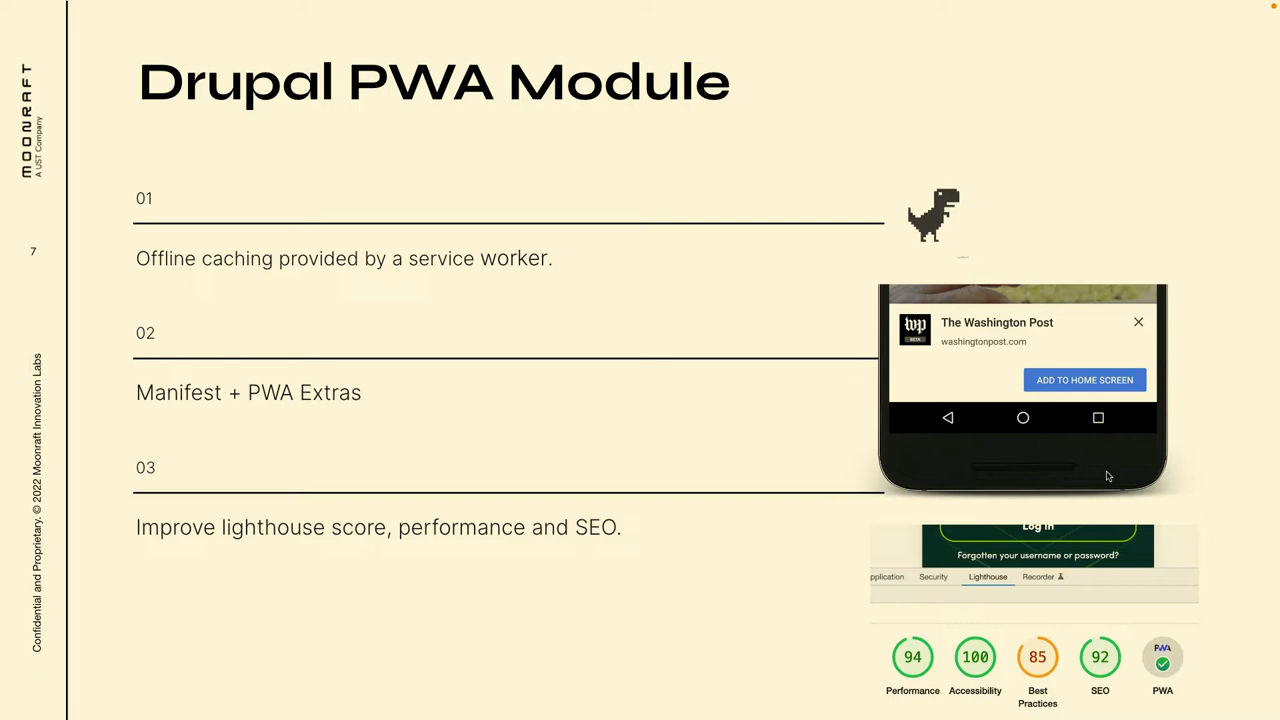 MOONRAFT
A UST Company
7
Confidential and Proprietary. © 2022 Moonraft Innovation Labs
Drupal PWA Module
01
Offline caching provided by a service worker.
02
Manifest + PWA Extras
03
Improve lighthouse score, performance and SEO.
wp
BETA
The Washington Post
washingtonpost.com
ADD TO HOME SCREEN
Log in
Forgotten your username or password?
pplication Security Lighthouse Recorder
94 100 85 92 PWA
Performance Accessibility Best Practices SEO PWA